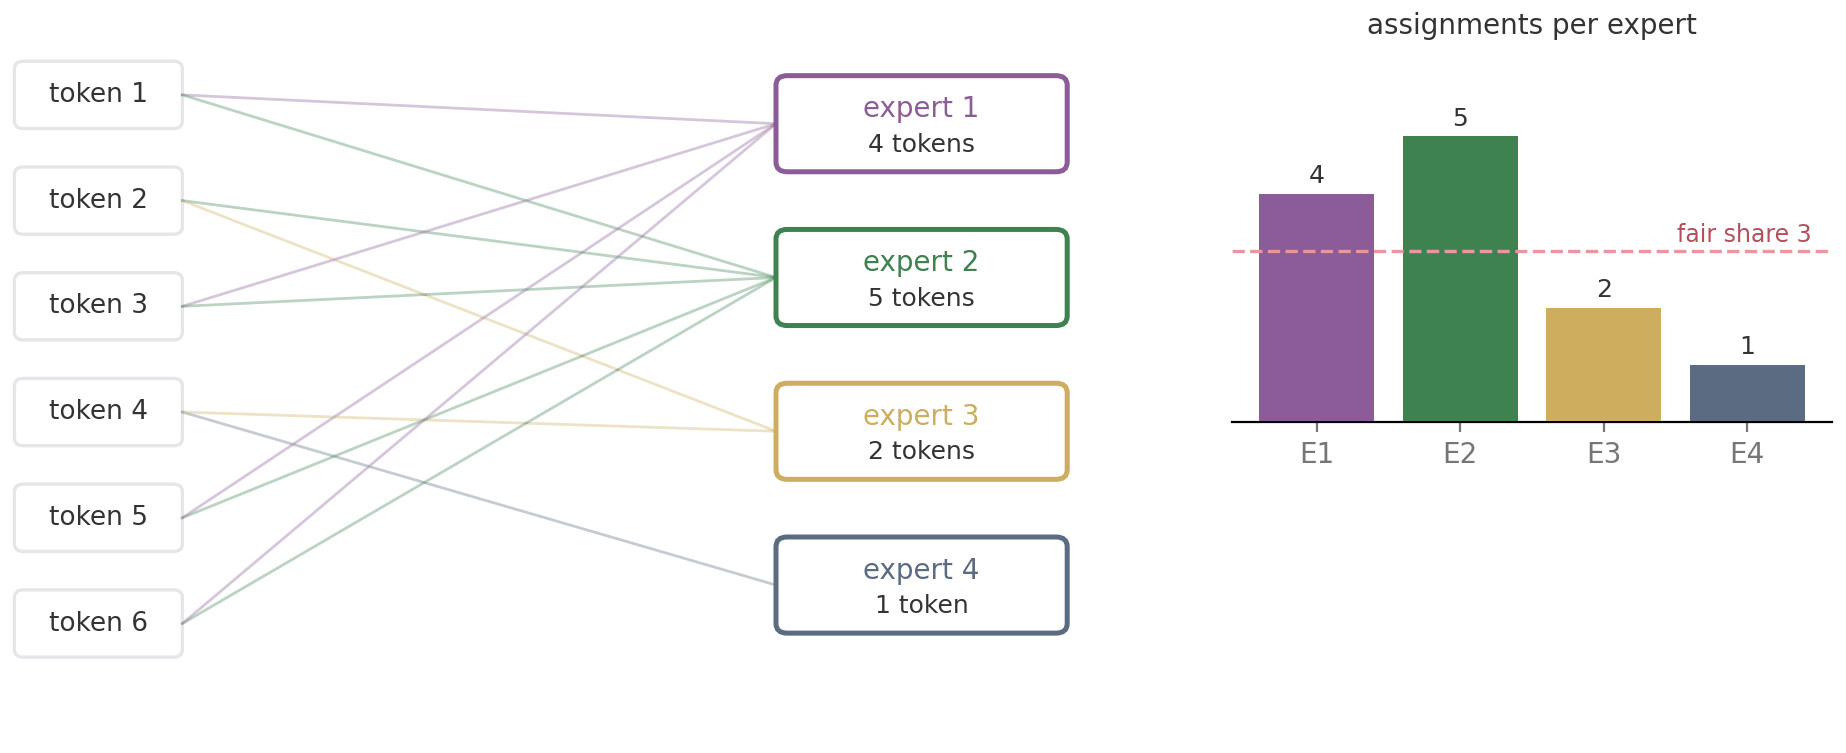 token 1
token 2
token 3
token 4
token 5
token 6
expert 1
4 tokens
expert 2
5 tokens
expert 3
2 tokens
expert 4
1 token
assignments per expert
4
5
2
1
fair share 3
E1
E2
E3
E4